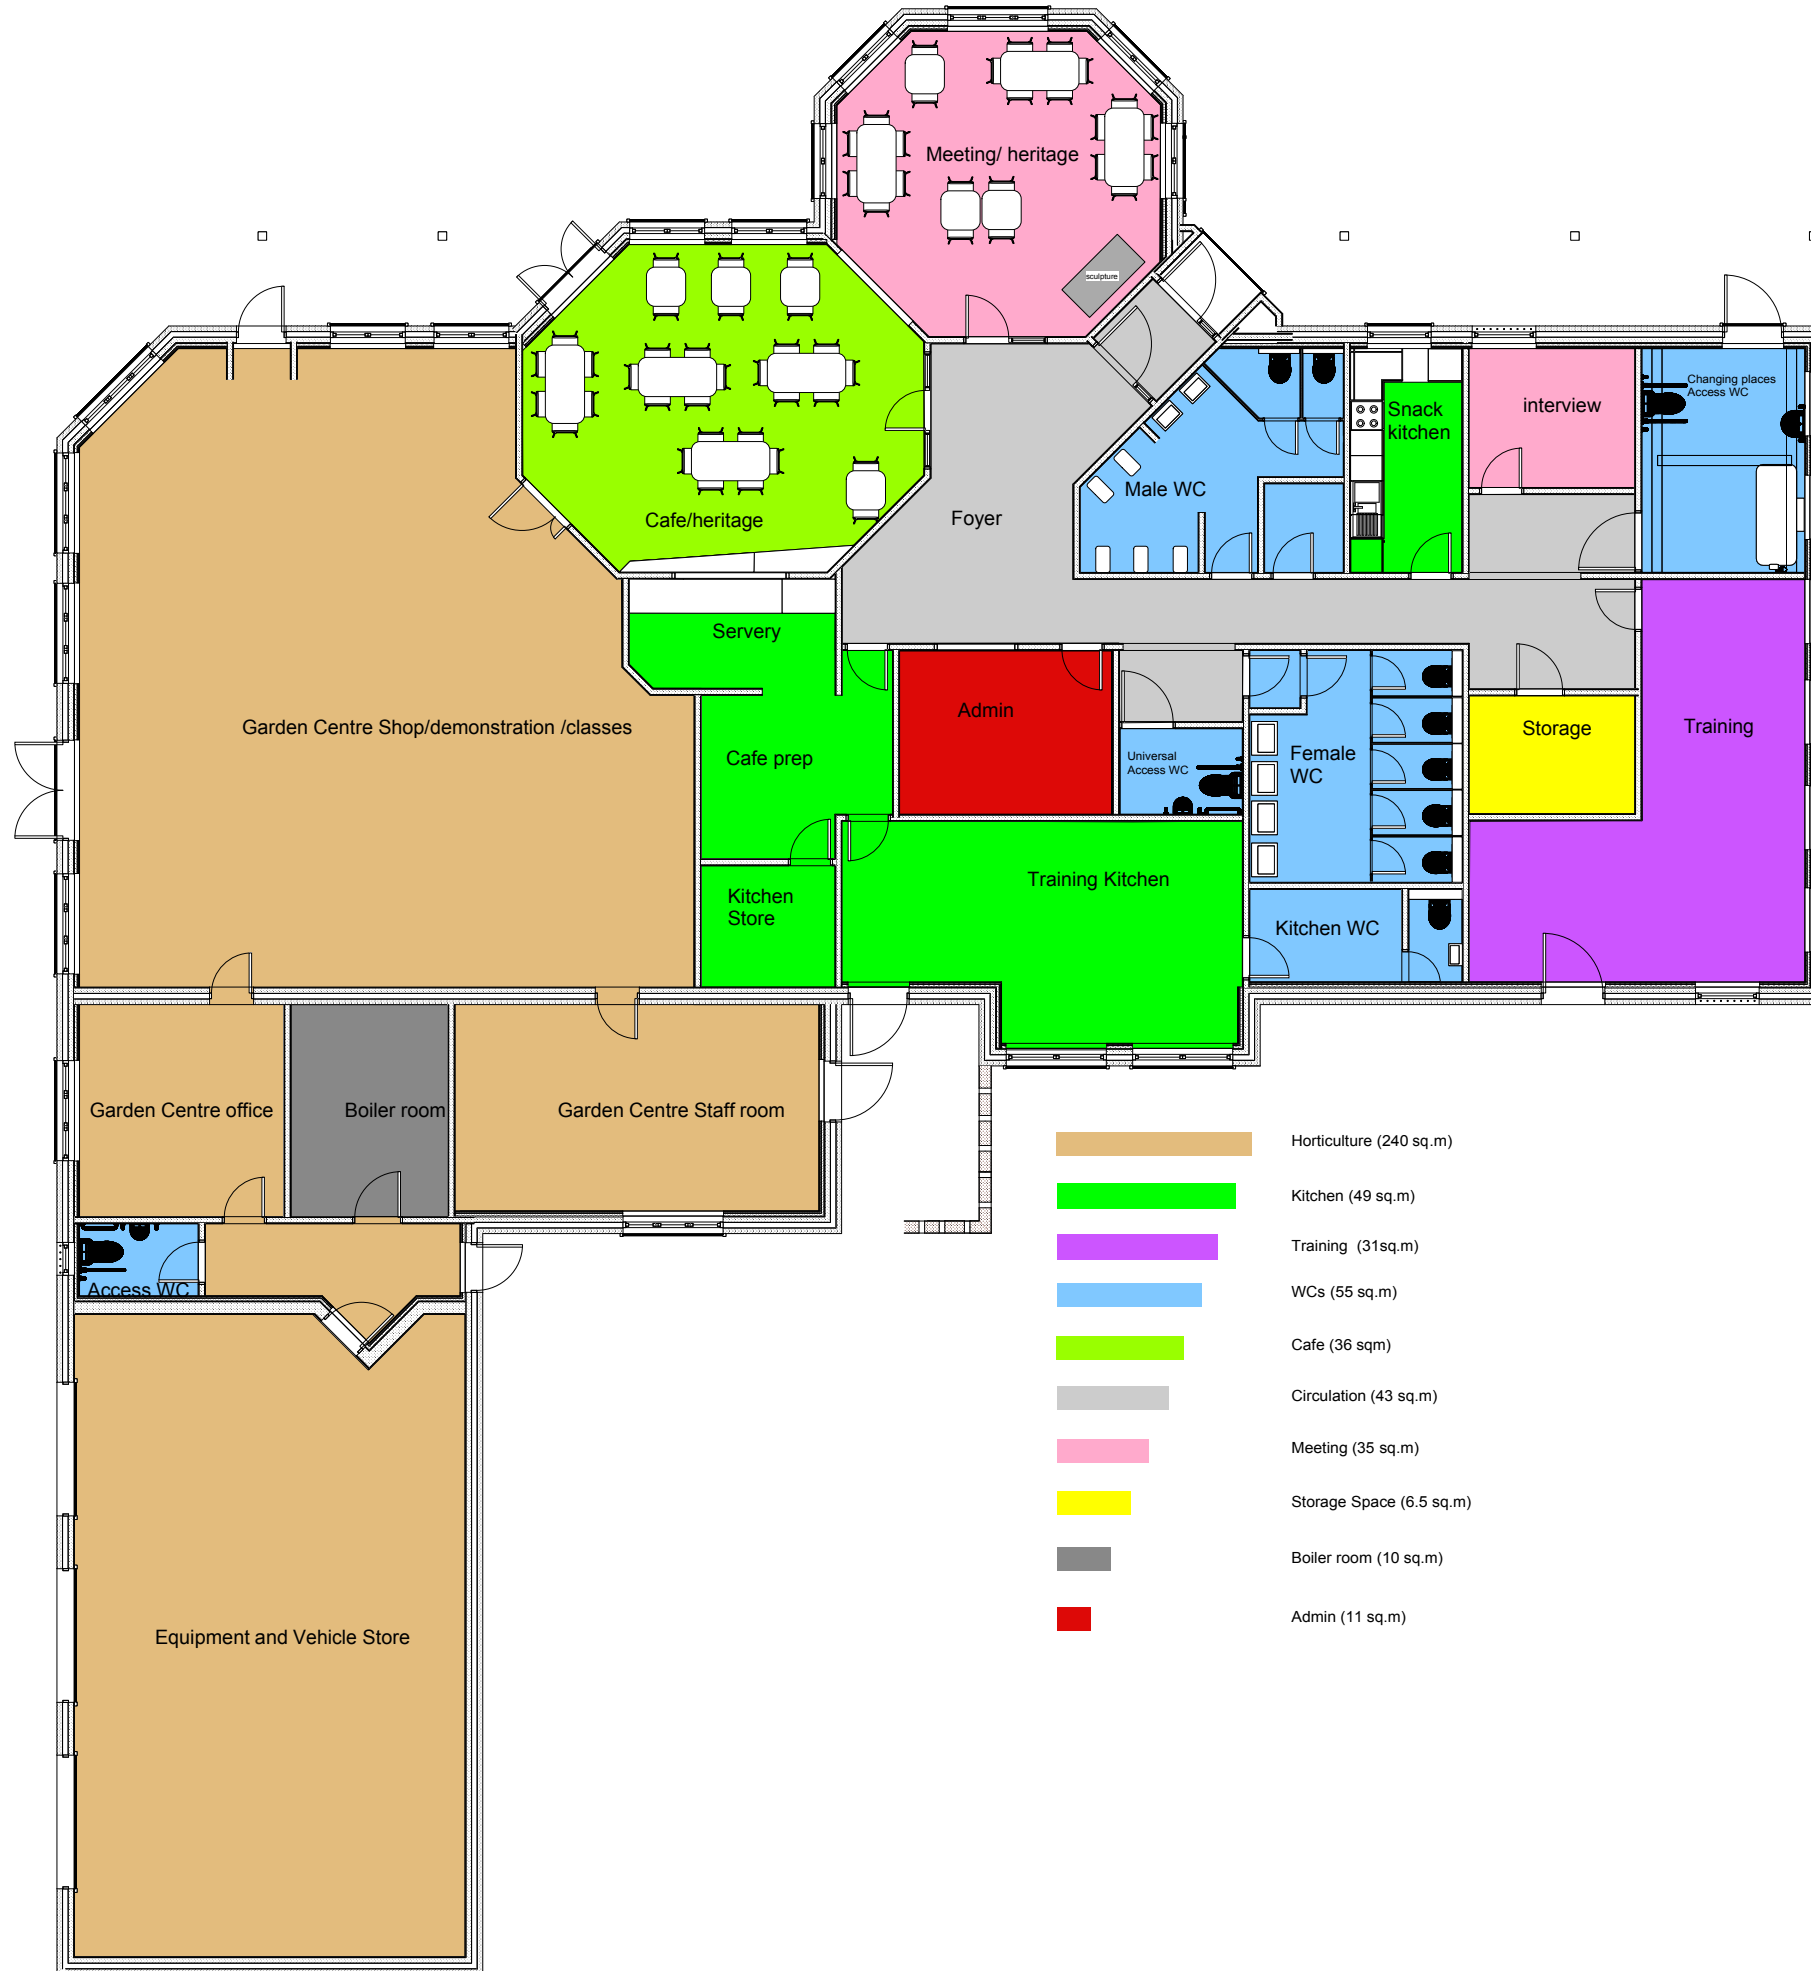 Meeting/ heritage
sculpture
Changing places
Access WC
Snack
kitchen
interview
Male WC
Cafe/heritage
Foyer
Servery
Garden Centre Shop/demonstration /classes
Admin
Storage
Training
Cafe prep
Universal
Access WC
Female
WC
Training Kitchen
Kitchen
Store
Kitchen WC
Garden Centre office
Boiler room
Garden Centre Staff room
Access WC
Equipment and Vehicle Store
Horticulture (240 sq.m)
Kitchen (49 sq.m)
Training  (31sq.m)
WCs (55 sq.m)
Cafe (36 sqm)
Circulation (43 sq.m)
Meeting (35 sq.m)
Storage Space (6.5 sq.m)
Boiler room (10 sq.m)
Admin (11 sq.m)